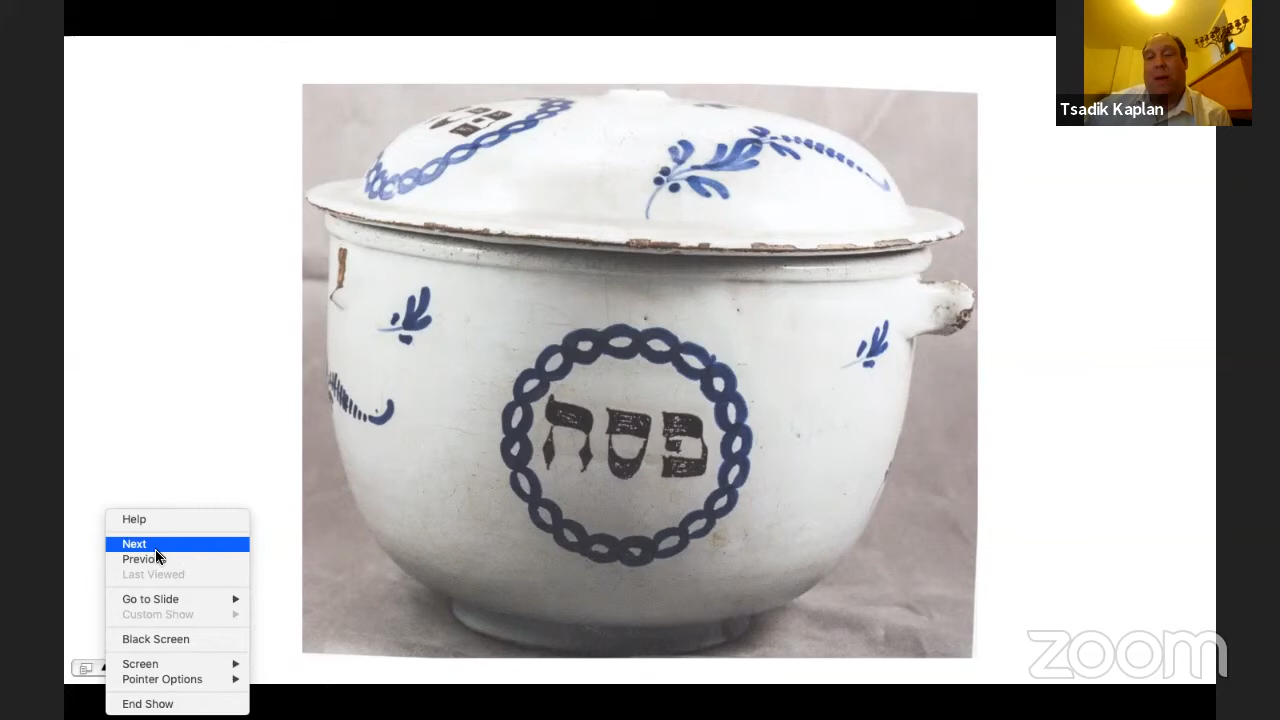 Tsadik Kaplan
פסח
Help
Next
Last Viewed
Go to Slide
Custom Show
Black Screen
Screen
Pointer Options
End Show
zoom